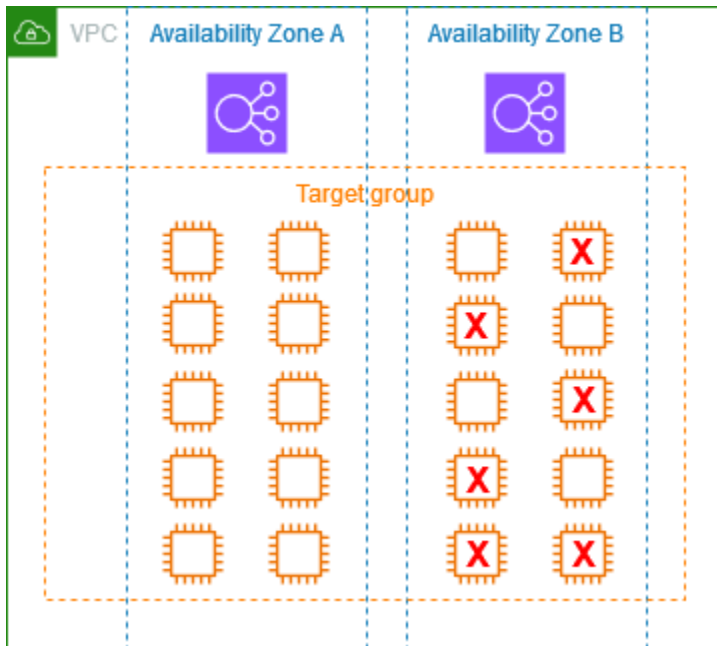 VPC
Availability Zone A
Availability Zone B
Target group
X
X
X
X
X X